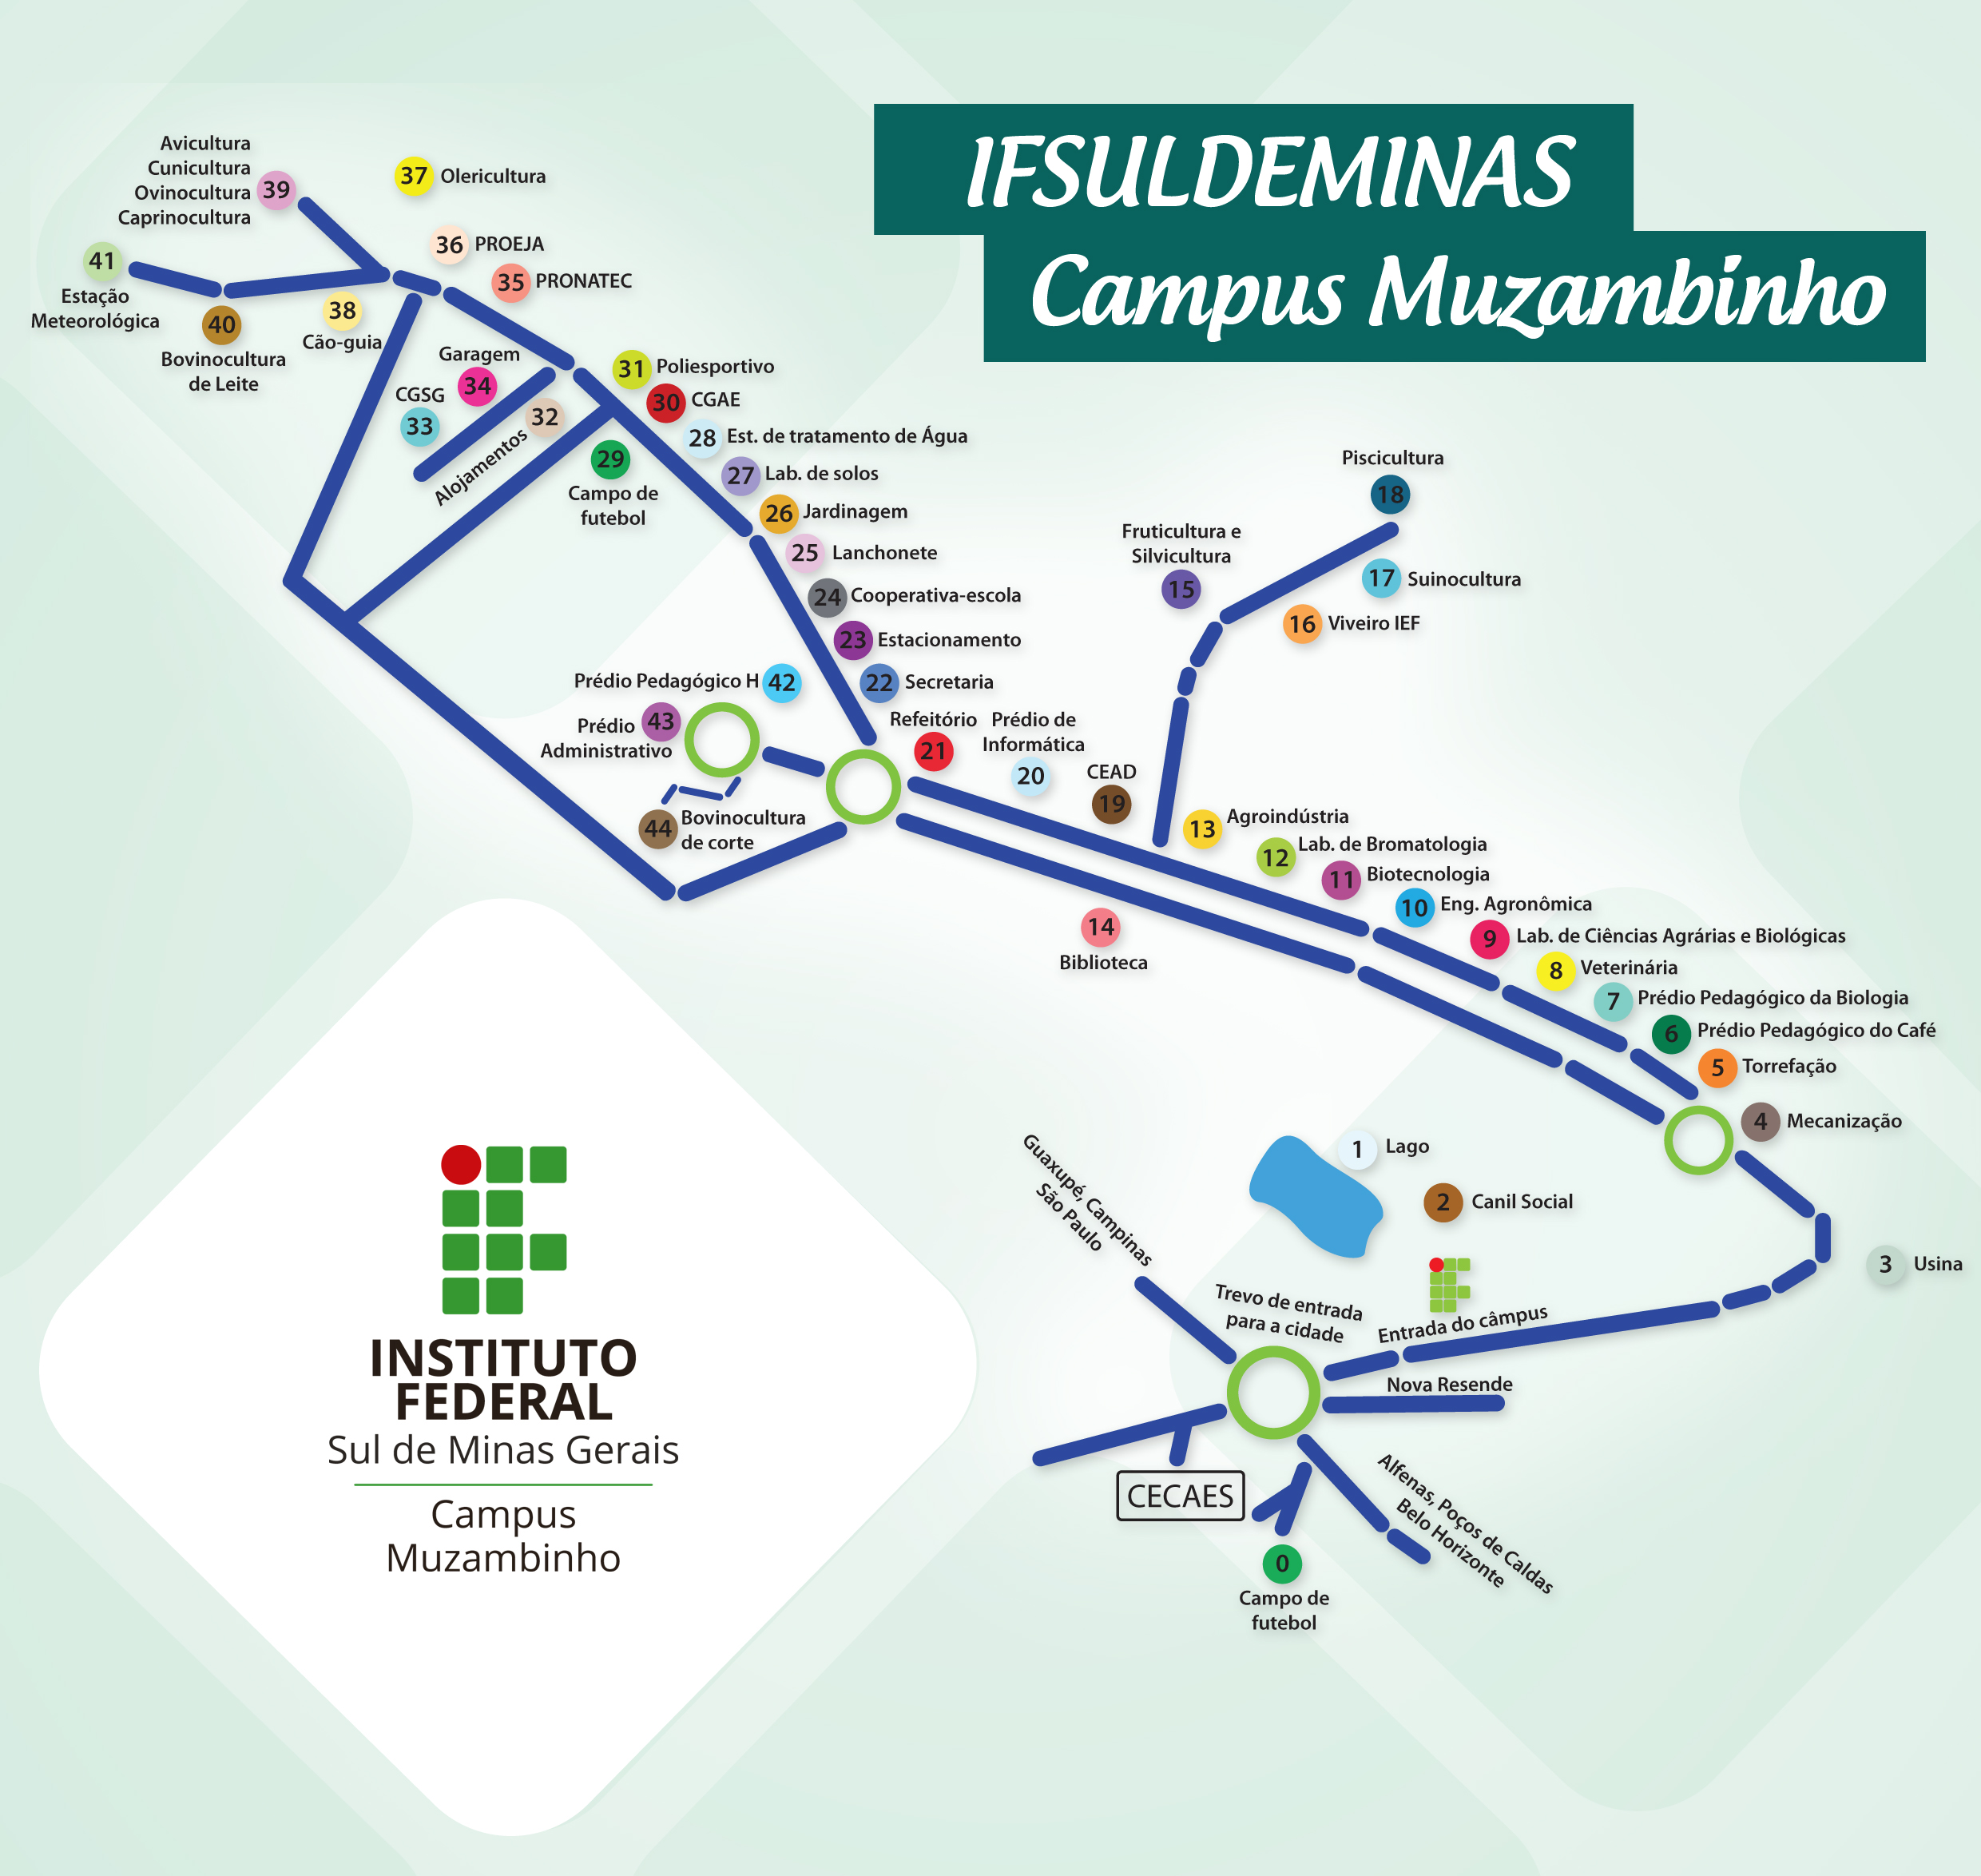 IFSULDEMINAS
Campus Muzambinho
Avicultura
Cunicultura
Ovinocultura
Caprinocultura
39
37 Olericultura
36 PROEJA
35 PRONATEC
41
Estação
Meteorológica
40
Bovinocultura
de Leite
38
Cão-guia
Garagem
34
CGSG
33
32
Alojamentos
31 Poliesportivo
30 CGAE
29
Campo de
futebol
28 Est. de tratamento de Água
27 Lab. de solos
26 Jardinagem
25 Lanchonete
24 Cooperativa-escola
23 Estacionamento
22 Secretaria
Prédio Pedagógico H 42
Prédio
Administrativo
43
44
Bovinocultura
de corte
Refeitório
21
Prédio de
Informática
20
CEAD
19
Piscicultura
18
Fruticultura e
Silvicultura
15
17 Suinocultura
16 Viveiro IEF
14
Biblioteca
13 Agroindústria
12 Lab. de Bromatologia
11 Biotecnologia
10 Eng. Agronômica
9 Lab. de Ciências Agrárias e Biológicas
8 Veterinária
7 Prédio Pedagógico da Biologia
6 Prédio Pedagógico do Café
5 Torrefação
4 Mecanização
3 Usina
1 Lago
2 Canil Social
Guaxupé, Campinas
São Paulo
Trevo de entrada
para a cidade
Entrada do câmpus
Nova Resende
CECAES
Alfenas, Poços de Caldas
Belo Horizonte
0
Campo de
futebol
INSTITUTO
FEDERAL
Sul de Minas Gerais
Campus
Muzambinho